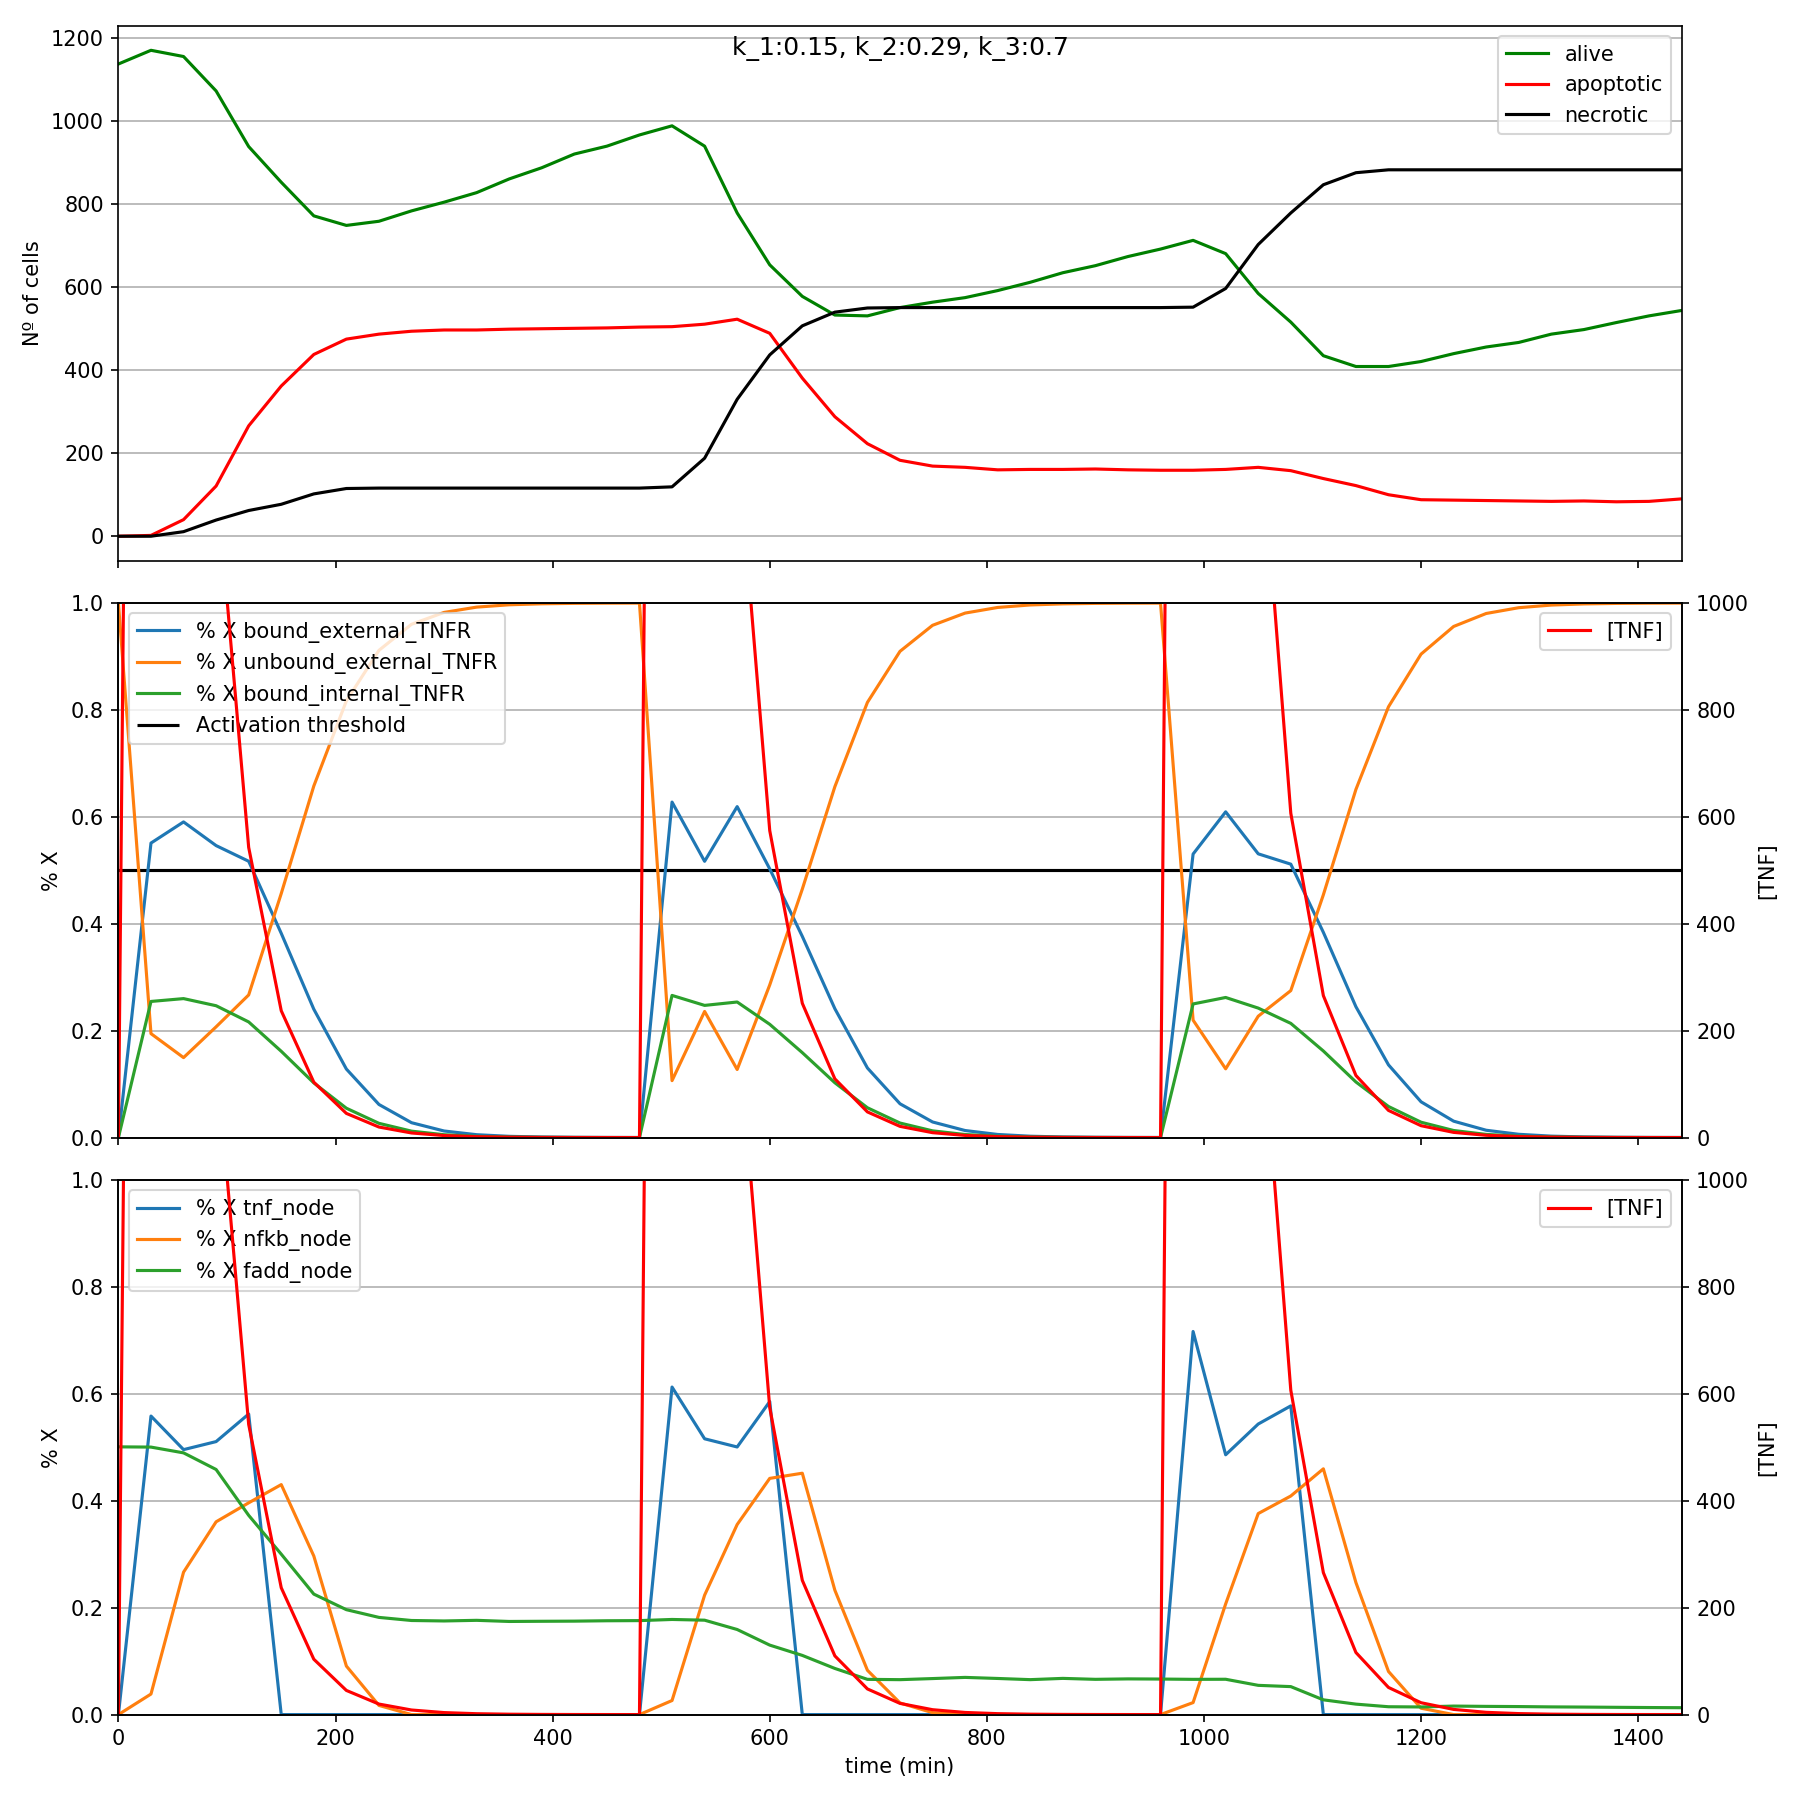 k_1:0.15, k_2:0.29, k_3:0.7
alive
apoptotic
necrotic
1200
1000
800
600
400
200
0
Nº of cells
% X bound_external_TNFR
% X unbound_external_TNFR
% X bound_internal_TNFR
Activation threshold
[TNF]
1.0
0.8
0.6
0.4
0.2
0.0
% X
1000
800
600
400
200
0
[TNF]
% X tnf_node
% X nfkb_node
% X fadd_node
[TNF]
1.0
0.8
0.6
0.4
0.2
0.0
% X
1000
800
600
400
200
0
[TNF]
0 200 400 600 800 1000 1200 1400
time (min)